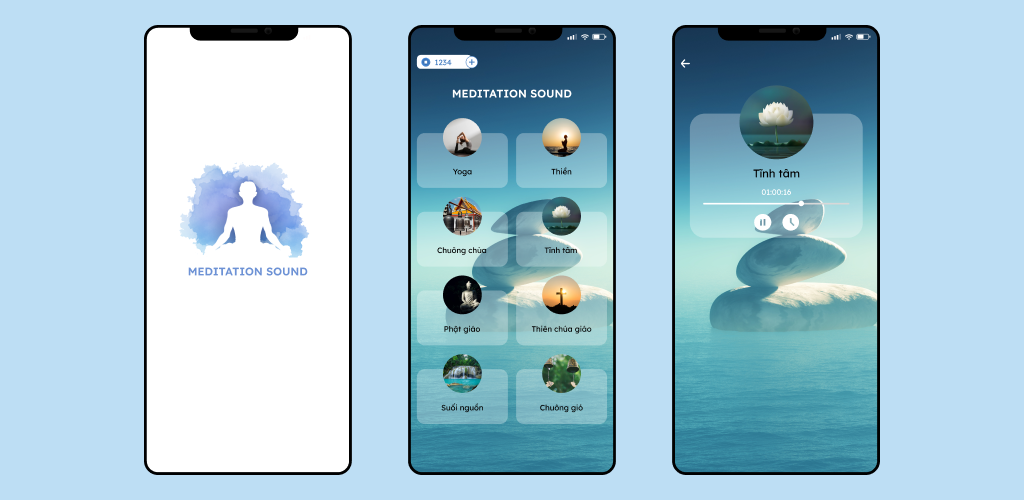 MEDITATION SOUND
1234
MEDITATION SOUND
Yoga
Thiền
Chuông chùa
Tĩnh tâm
Phật giáo
Thiên chúa giáo
Suối nguồn
Chuông gió
Tĩnh tâm
01:00:16